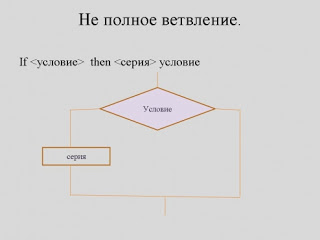 Не полное ветвление.
If <условие> then <серия> условие
Условие
серия